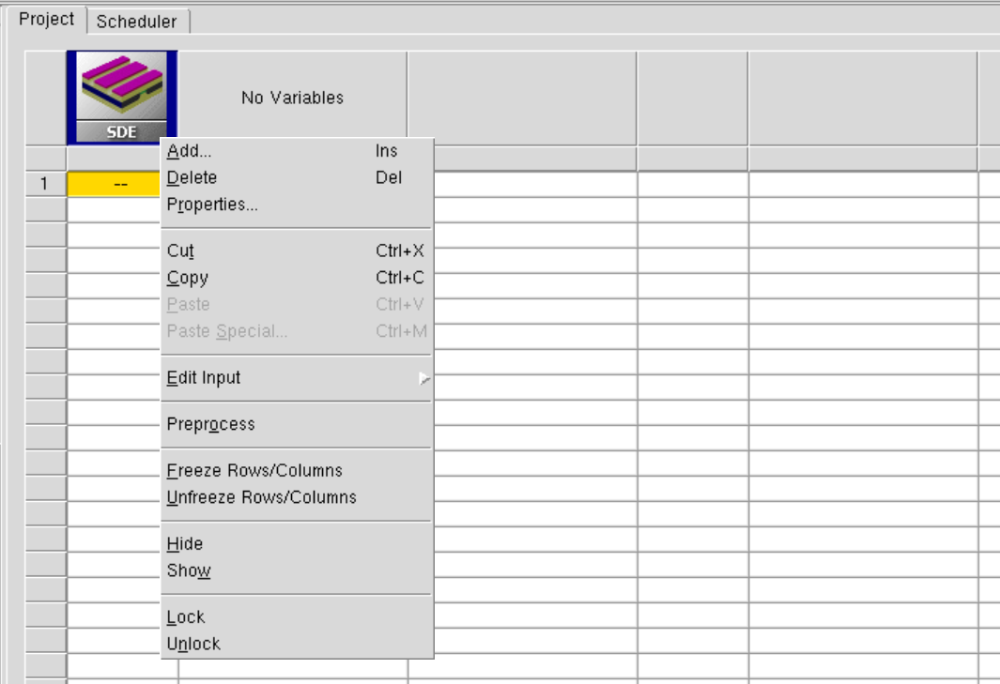 Project Scheduler
SDE
No Variables
1 --
Add... Ins
Delete Del
Properties...
Cut Ctrl+X
Copy Ctrl+C
Paste Ctrl+V
Paste Special... Ctrl+M
Edit Input
Preprocess
Freeze Rows/Columns
Unfreeze Rows/Columns
Hide
Show
Lock
Unlock